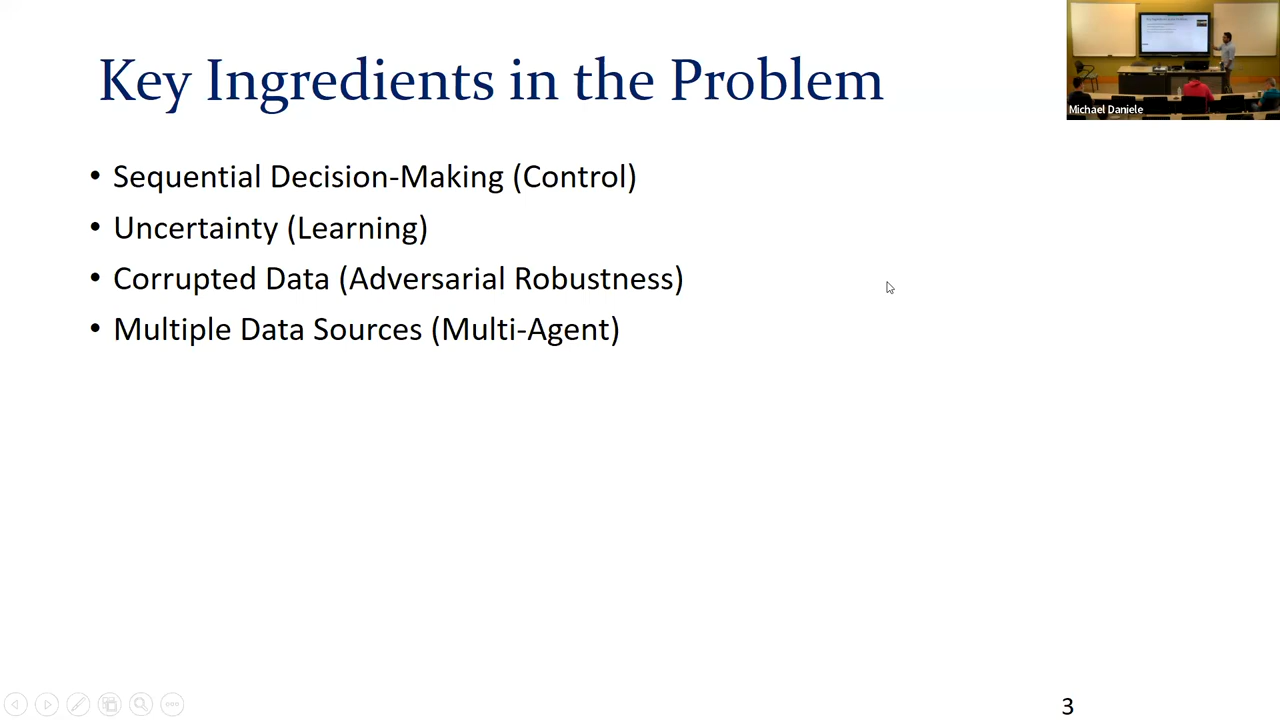 Key Ingredients in the Problem
Michael Daniele
• Sequential Decision-Making (Control)
• Uncertainty (Learning)
• Corrupted Data (Adversarial Robustness)
• Multiple Data Sources (Multi-Agent)
3